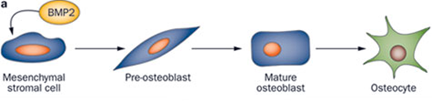 a
BMP2
Mesenchymal
stromal cell
Pre-osteoblast
Mature
osteoblast
Osteocyte